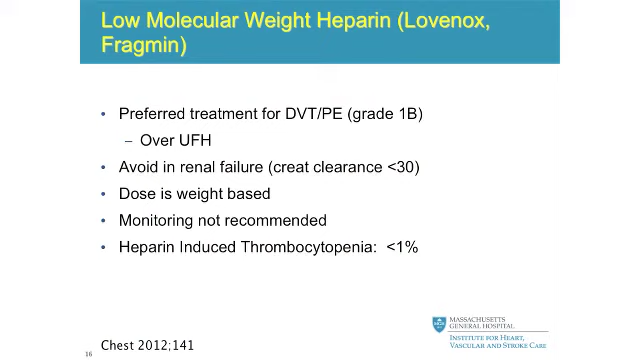 Low Molecular Weight Heparin (Lovenox,
Fragmin)
• Preferred treatment for DVT/PE (grade 1B)
– Over UFH
• Avoid in renal failure (creat clearance <30)
• Dose is weight based
• Monitoring not recommended
• Heparin Induced Thrombocytopenia: <1%
MASSACHUSETTS
GENERAL HOSPITAL
INSTITUTE FOR HEART,
VASCULAR AND STROKE CARE
Chest 2012;141
16